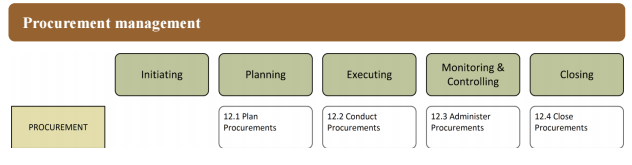 Procurement management
Initiating
Planning
Executing
Monitoring &
Controlling
Closing
PROCUREMENT
12.1 Plan
Procurements
12.2 Conduct
Procurements
12.3 Administer
Procurements
12.4 Close
Procurements